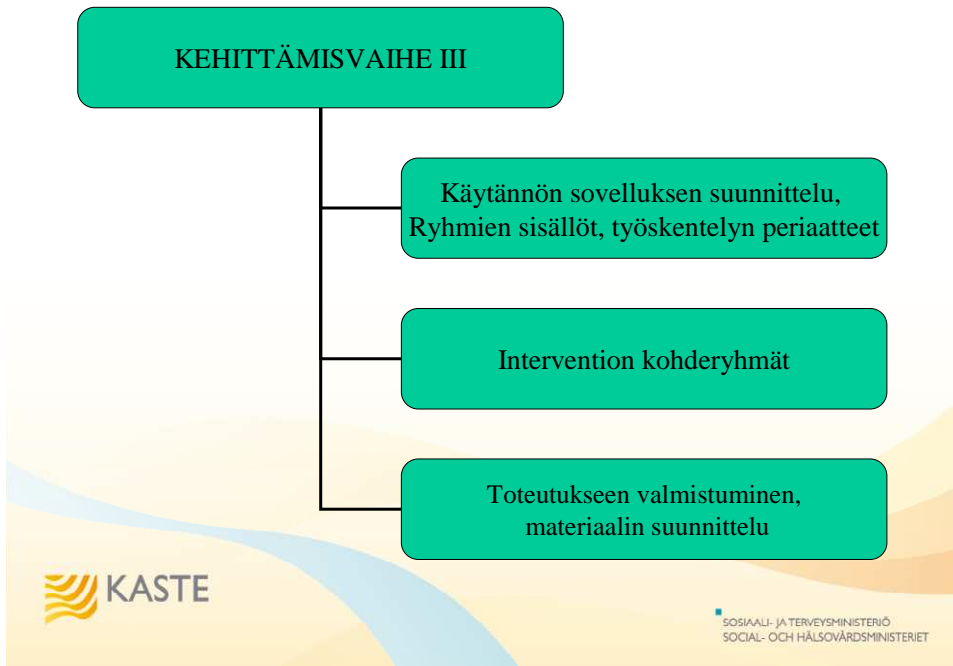 KEHITTÄMISVAIHE III
Käytännön sovelluksen suunnittelu,
Ryhmien sisällöt, työskentelyn periaatteet
Intervention kohderyhmät
Toteutukseen valmistuminen,
materiaalin suunnittelu
KASTE
SOSIAALI- JA TERVEYSMINISTERIÖ
SOCIAL- OCH HÄLSOVÅRDSMINISTERIET